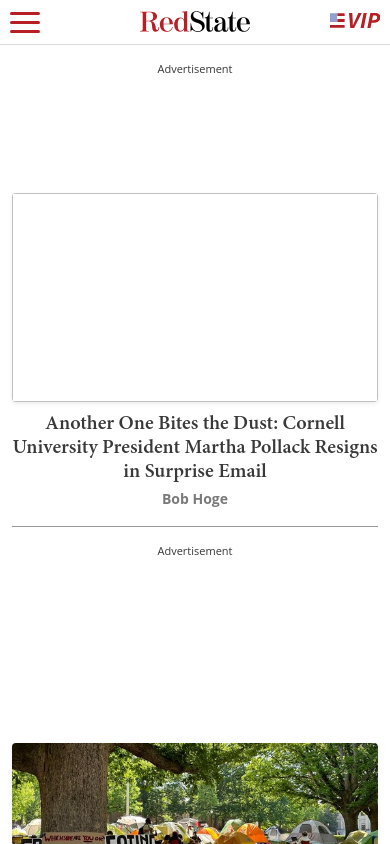 RedState
VIP
Advertisement
Another One Bites the Dust: Cornell
University President Martha Pollack Resigns
in Surprise Email
Bob Hoge
Advertisement